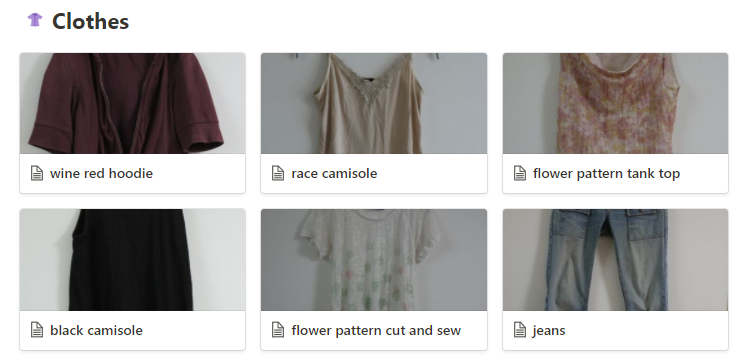 Clothes
wine red hoodie
race camisole
flower pattern tank top
black camisole
flower pattern cut and sew
jeans